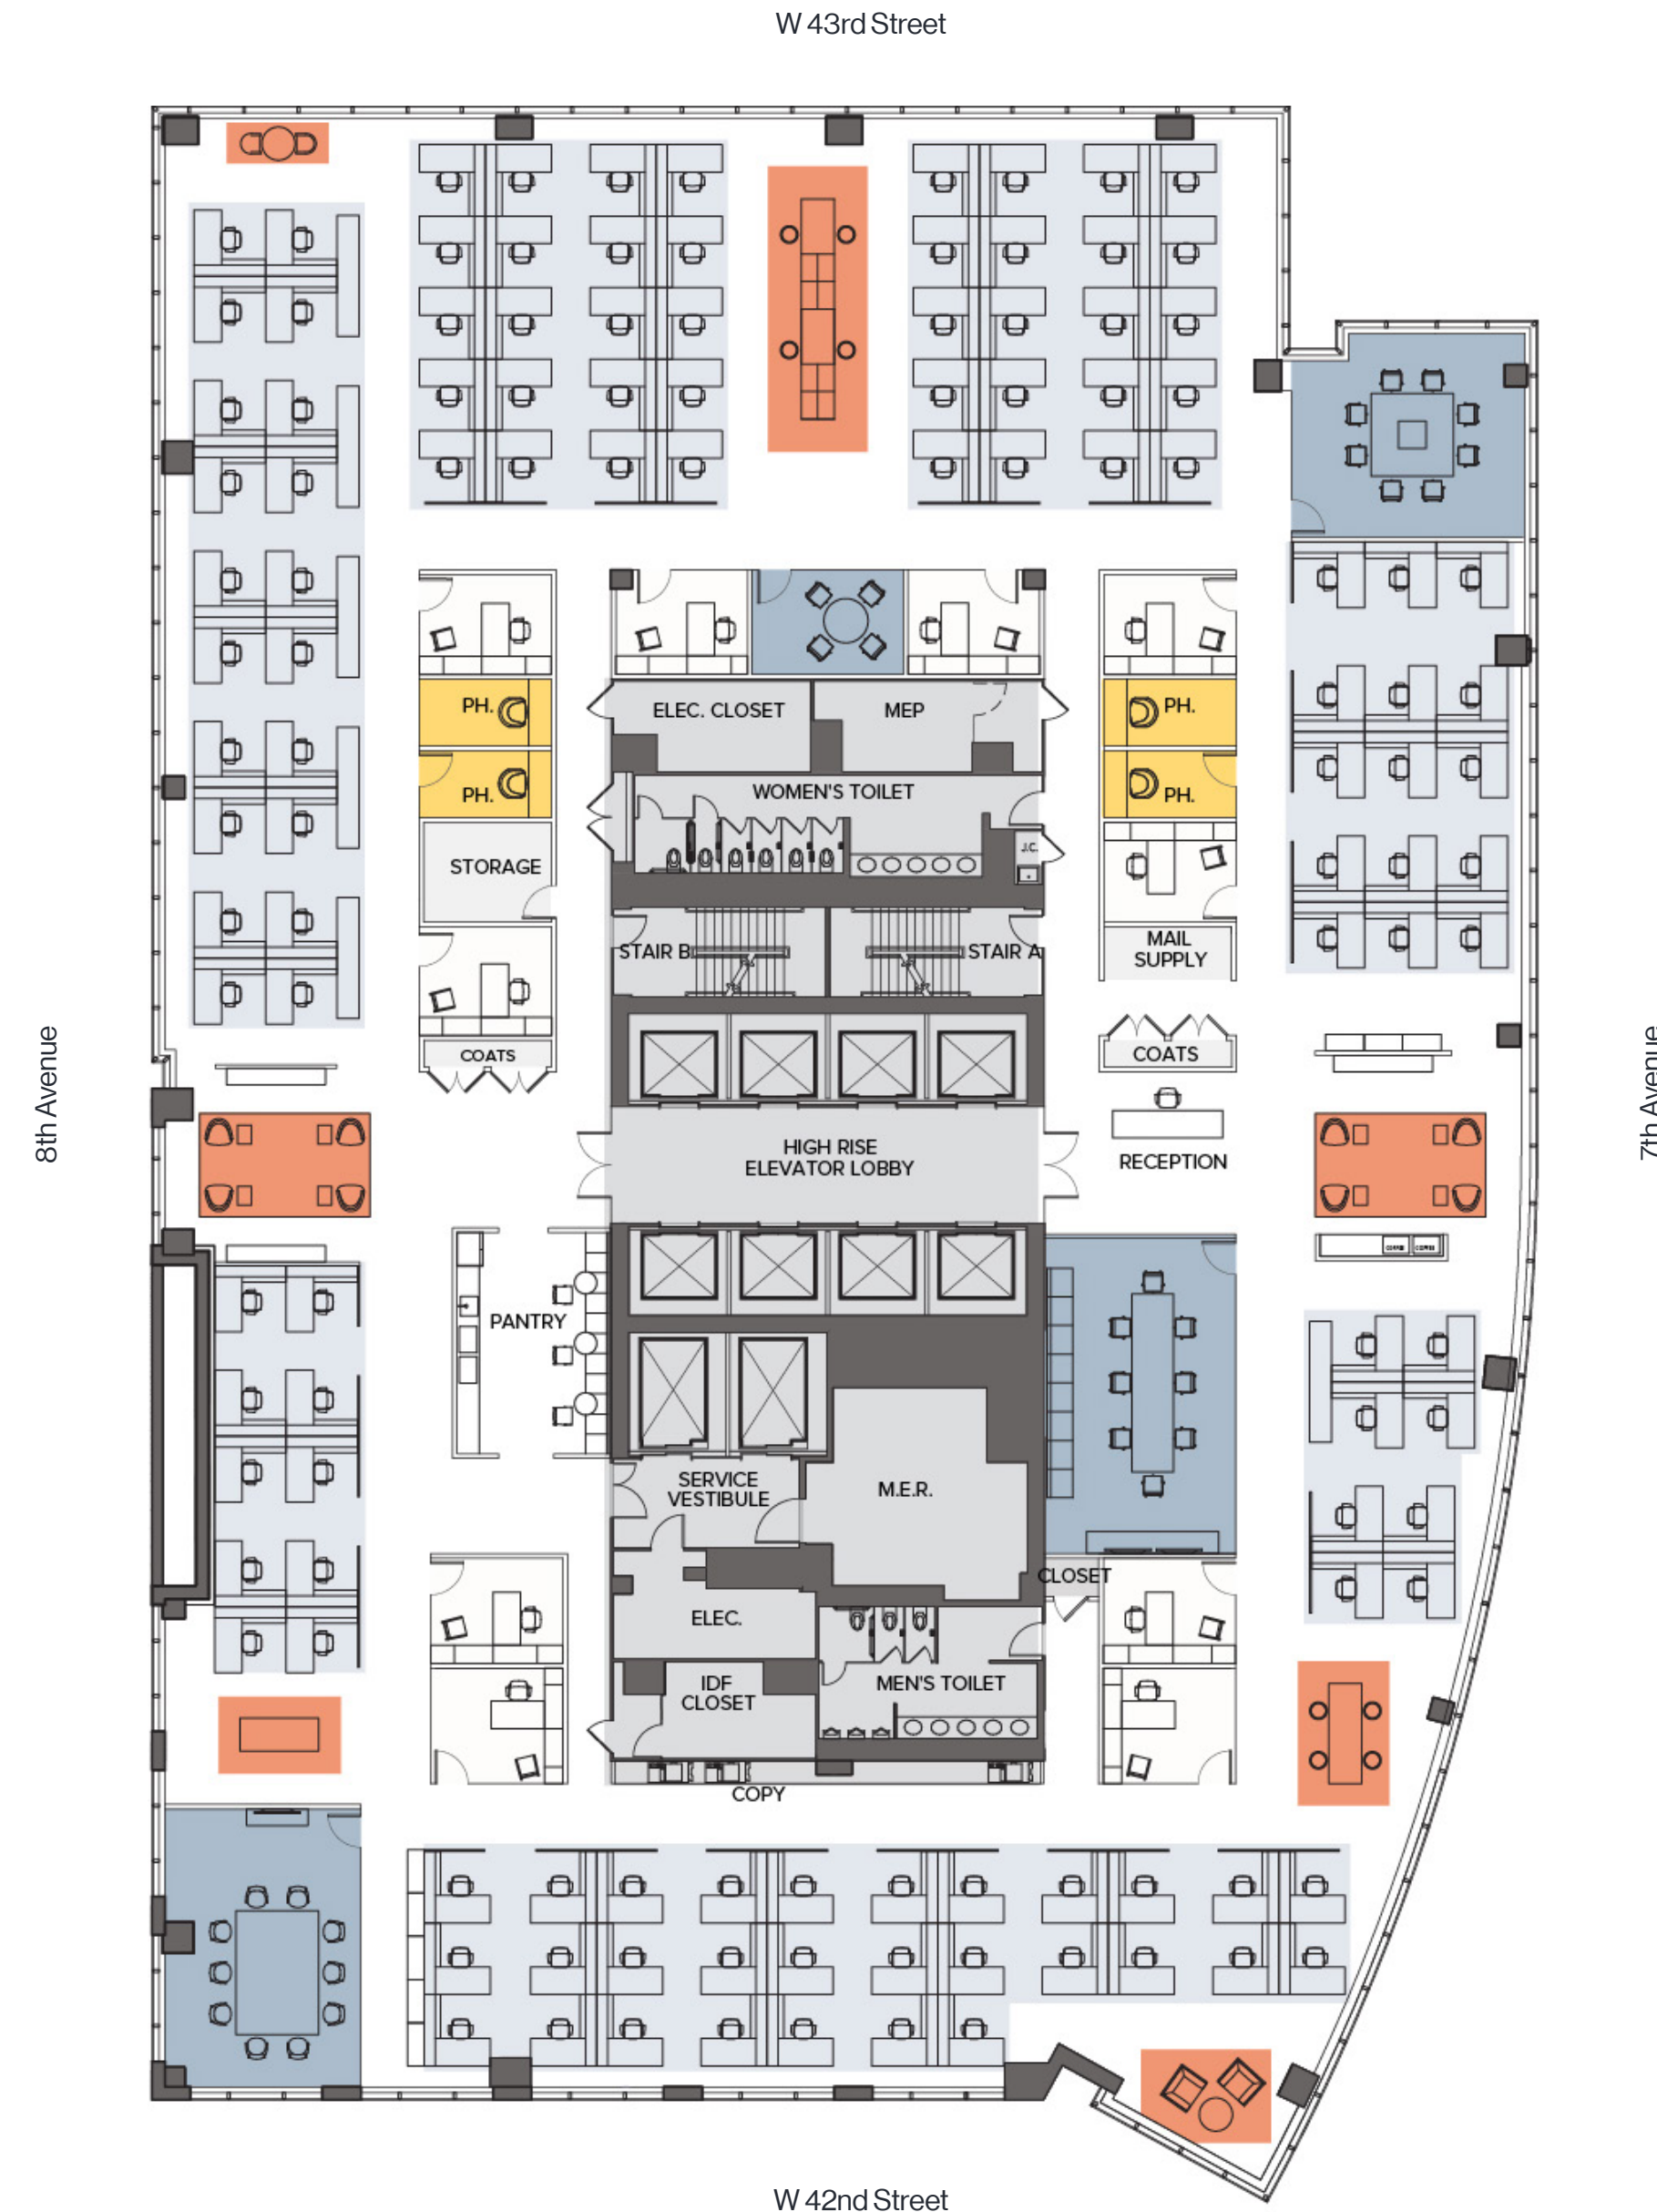 W 43rd Street
PH.
PH.
ELEC. CLOSET
MEP
PH.
PH.
WOMEN'S TOILET
STORAGE
J.C.
STAIR B
STAIR A
MAIL
SUPPLY
COATS
COATS
8th Avenue
7th Avenue
HIGH RISE
ELEVATOR LOBBY
RECEPTION
PANTRY
SERVICE
VESTIBULE
M.E.R.
CLOSET
ELEC.
IDF
CLOSET
MEN'S TOILET
COPY
W 42nd Street